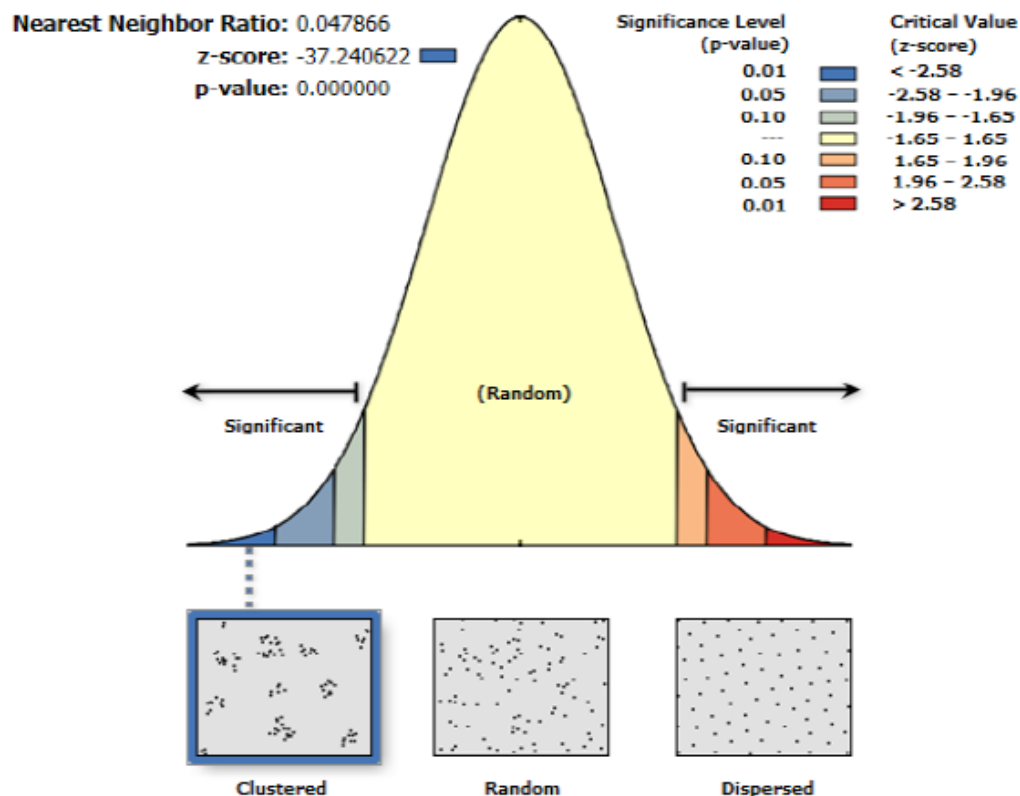 Nearest Neighbor Ratio: 0.047866
z-score: -37.240622
p-value: 0.000000
Significance Level (p-value)
Critical Value (z-score)
0.01 < -2.58
0.05 -2.58 – -1.96
0.10 -1.96 – -1.65
--- -1.65 – 1.65
0.10 1.65 – 1.96
0.05 1.96 – 2.58
0.01 > 2.58
(Random)
Significant
Significant
Clustered
Random
Dispersed